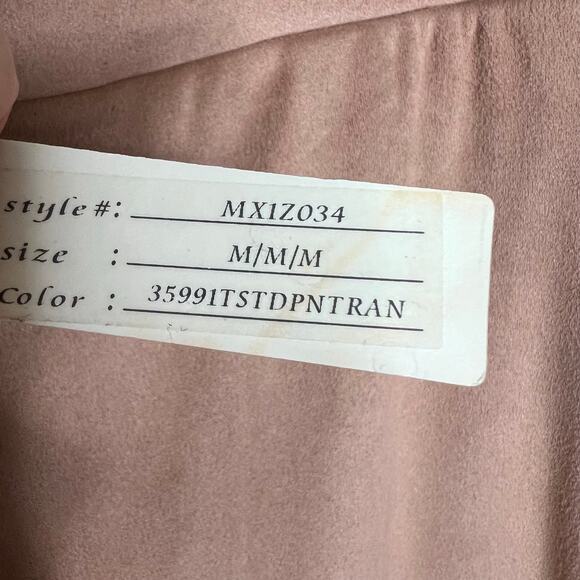 style #: MX1Z034
size : M/M/M
Color : 35991TSTDPNTRAN